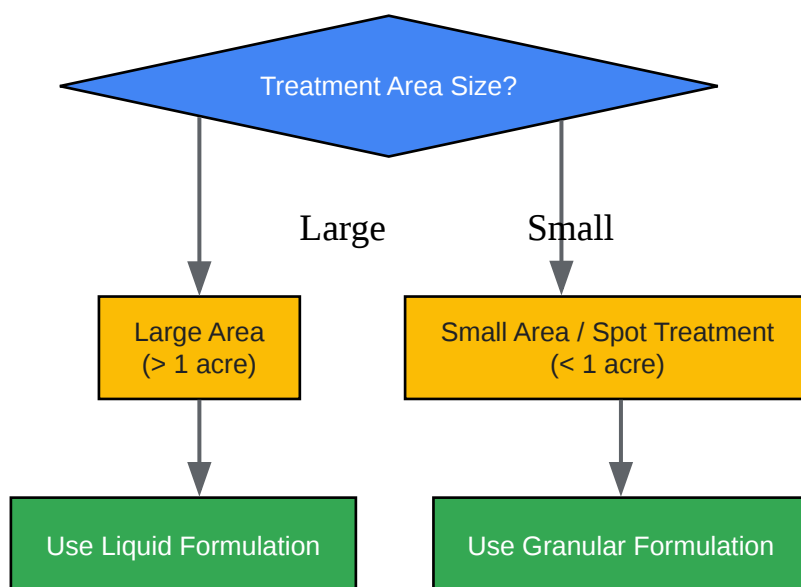 Treatment Area Size?
Large
Small
Large Area
(> 1 acre)
Small Area / Spot Treatment
(< 1 acre)
Use Liquid Formulation
Use Granular Formulation